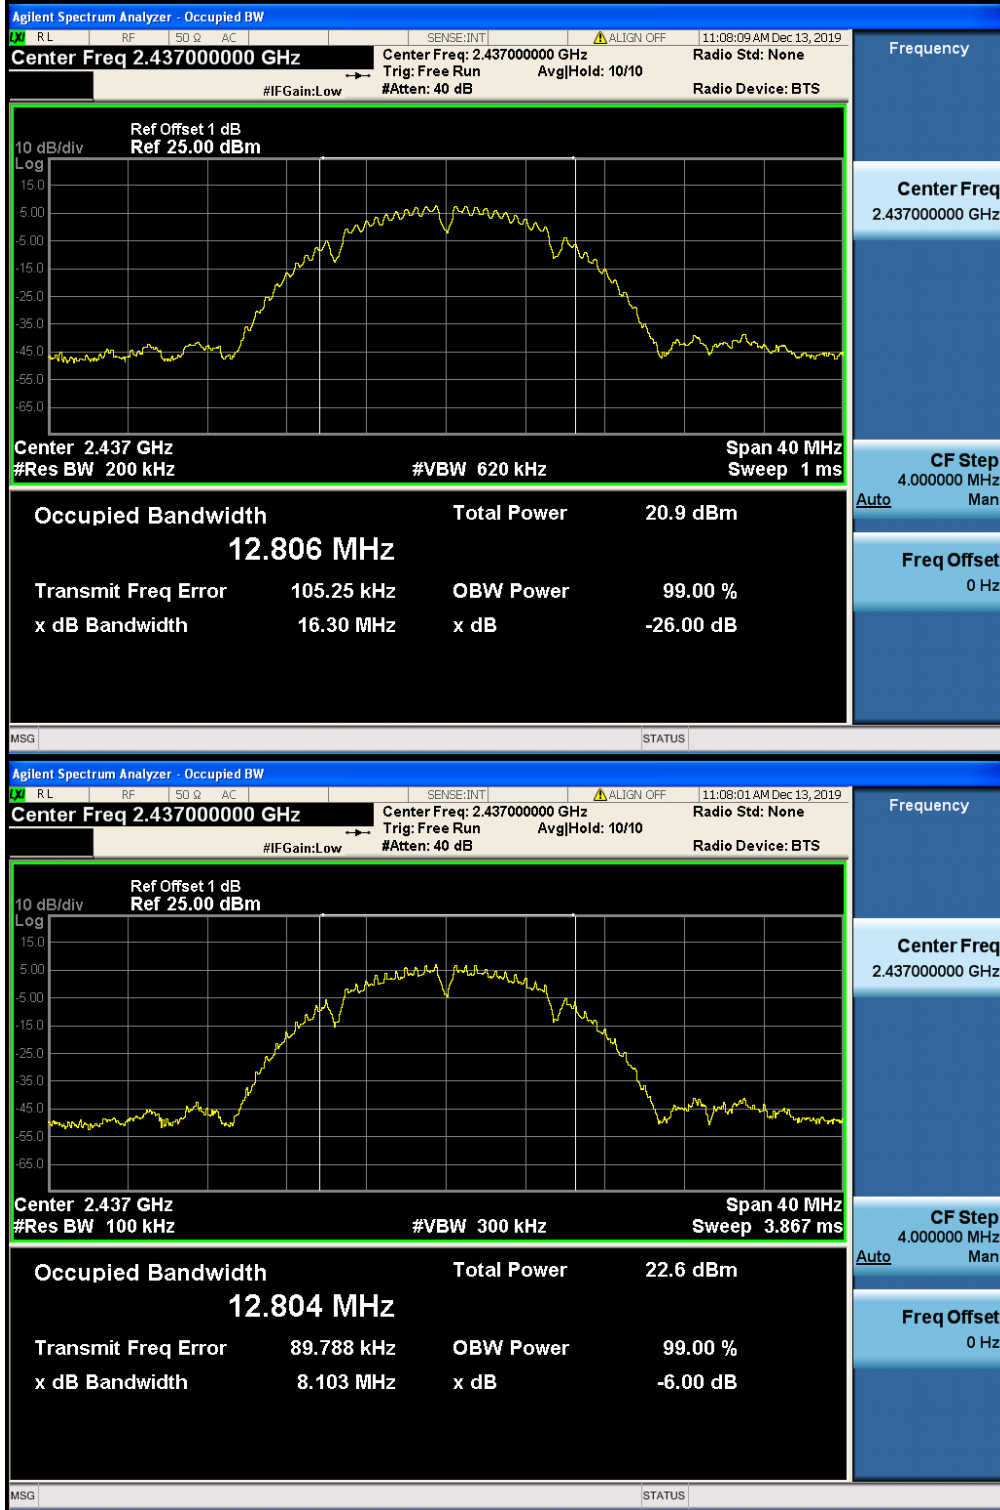 Agilent Spectrum Analyzer - Occupied BW
LXI RL RF 50 Ω AC SENSE:INT ALIGN OFF 11:08:09 AM Dec 13, 2019
Center Freq 2.437000000 GHz
Center Freq: 2.437000000 GHz
Radio Std: None
Trig: Free Run Avg|Hold: 10/10
#IFGain:Low
#Atten: 40 dB
Radio Device: BTS
Frequency
Ref Offset 1 dB
10 dB/div Ref 25.00 dBm
Log
15.0
5.00
-5.00
-15.0
-25.0
-35.0
-45.0
-55.0
-65.0
Center 2.437 GHz Span 40 MHz
#Res BW 200 kHz #VBW 620 kHz Sweep 1 ms
Occupied Bandwidth Total Power 20.9 dBm
12.806 MHz
Transmit Freq Error 105.25 kHz OBW Power 99.00 %
x dB Bandwidth 16.30 MHz x dB -26.00 dB
Center Freq
2.437000000 GHz
CF Step
4.000000 MHz
Auto Man
Freq Offset
0 Hz
MSG STATUS
Agilent Spectrum Analyzer - Occupied BW
LXI RL RF 50 Ω AC SENSE:INT ALIGN OFF 11:08:01 AM Dec 13, 2019
Center Freq 2.437000000 GHz
Center Freq: 2.437000000 GHz
Radio Std: None
Trig: Free Run Avg|Hold: 10/10
#IFGain:Low
#Atten: 40 dB
Radio Device: BTS
Frequency
Ref Offset 1 dB
10 dB/div Ref 25.00 dBm
Log
15.0
5.00
-5.00
-15.0
-25.0
-35.0
-45.0
-55.0
-65.0
Center 2.437 GHz Span 40 MHz
#Res BW 100 kHz #VBW 300 kHz Sweep 3.867 ms
Occupied Bandwidth Total Power 22.6 dBm
12.804 MHz
Transmit Freq Error 89.788 kHz OBW Power 99.00 %
x dB Bandwidth 8.103 MHz x dB -6.00 dB
Center Freq
2.437000000 GHz
CF Step
4.000000 MHz
Auto Man
Freq Offset
0 Hz
MSG STATUS